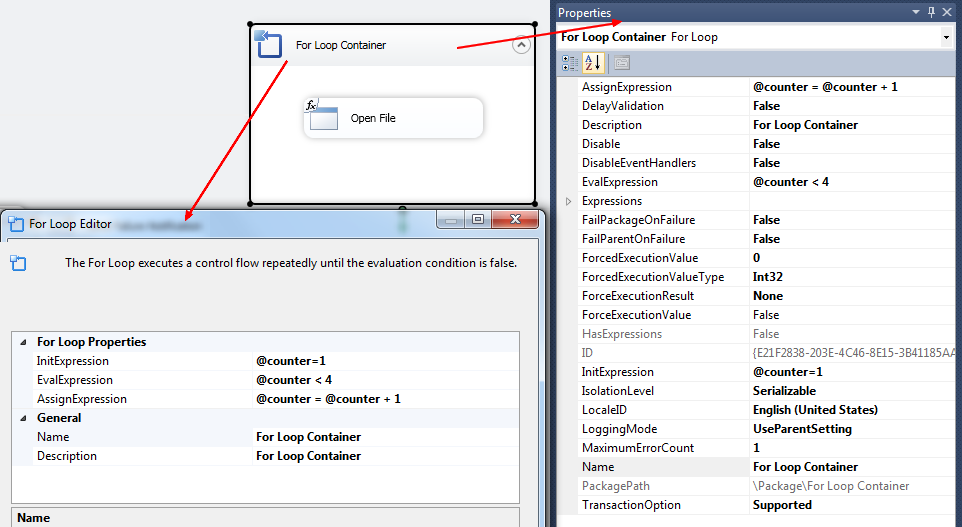 For Loop Container
fx
Open File
For Loop Editor
The For Loop executes a control flow repeatedly until the evaluation condition is false.
For Loop Properties
InitExpression @counter=1
EvalExpression @counter < 4
AssignExpression @counter = @counter + 1
General
Name For Loop Container
Description For Loop Container
Name
Properties
For Loop Container For Loop
AZ
AssignExpression @counter = @counter + 1
DelayValidation False
Description For Loop Container
Disable False
DisableEventHandlers False
EvalExpression @counter < 4
Expressions
FailPackageOnFailure False
FailParentOnFailure False
ForcedExecutionValue 0
ForcedExecutionValueType Int32
ForceExecutionResult None
ForceExecutionValue False
HasExpressions False
ID {E21F2838-203E-4C46-8E15-3B41185AA
InitExpression @counter=1
IsolationLevel Serializable
LocaleID English (United States)
LoggingMode UseParentSetting
MaximumErrorCount 1
Name For Loop Container
PackagePath \Package\For Loop Container
TransactionOption Supported